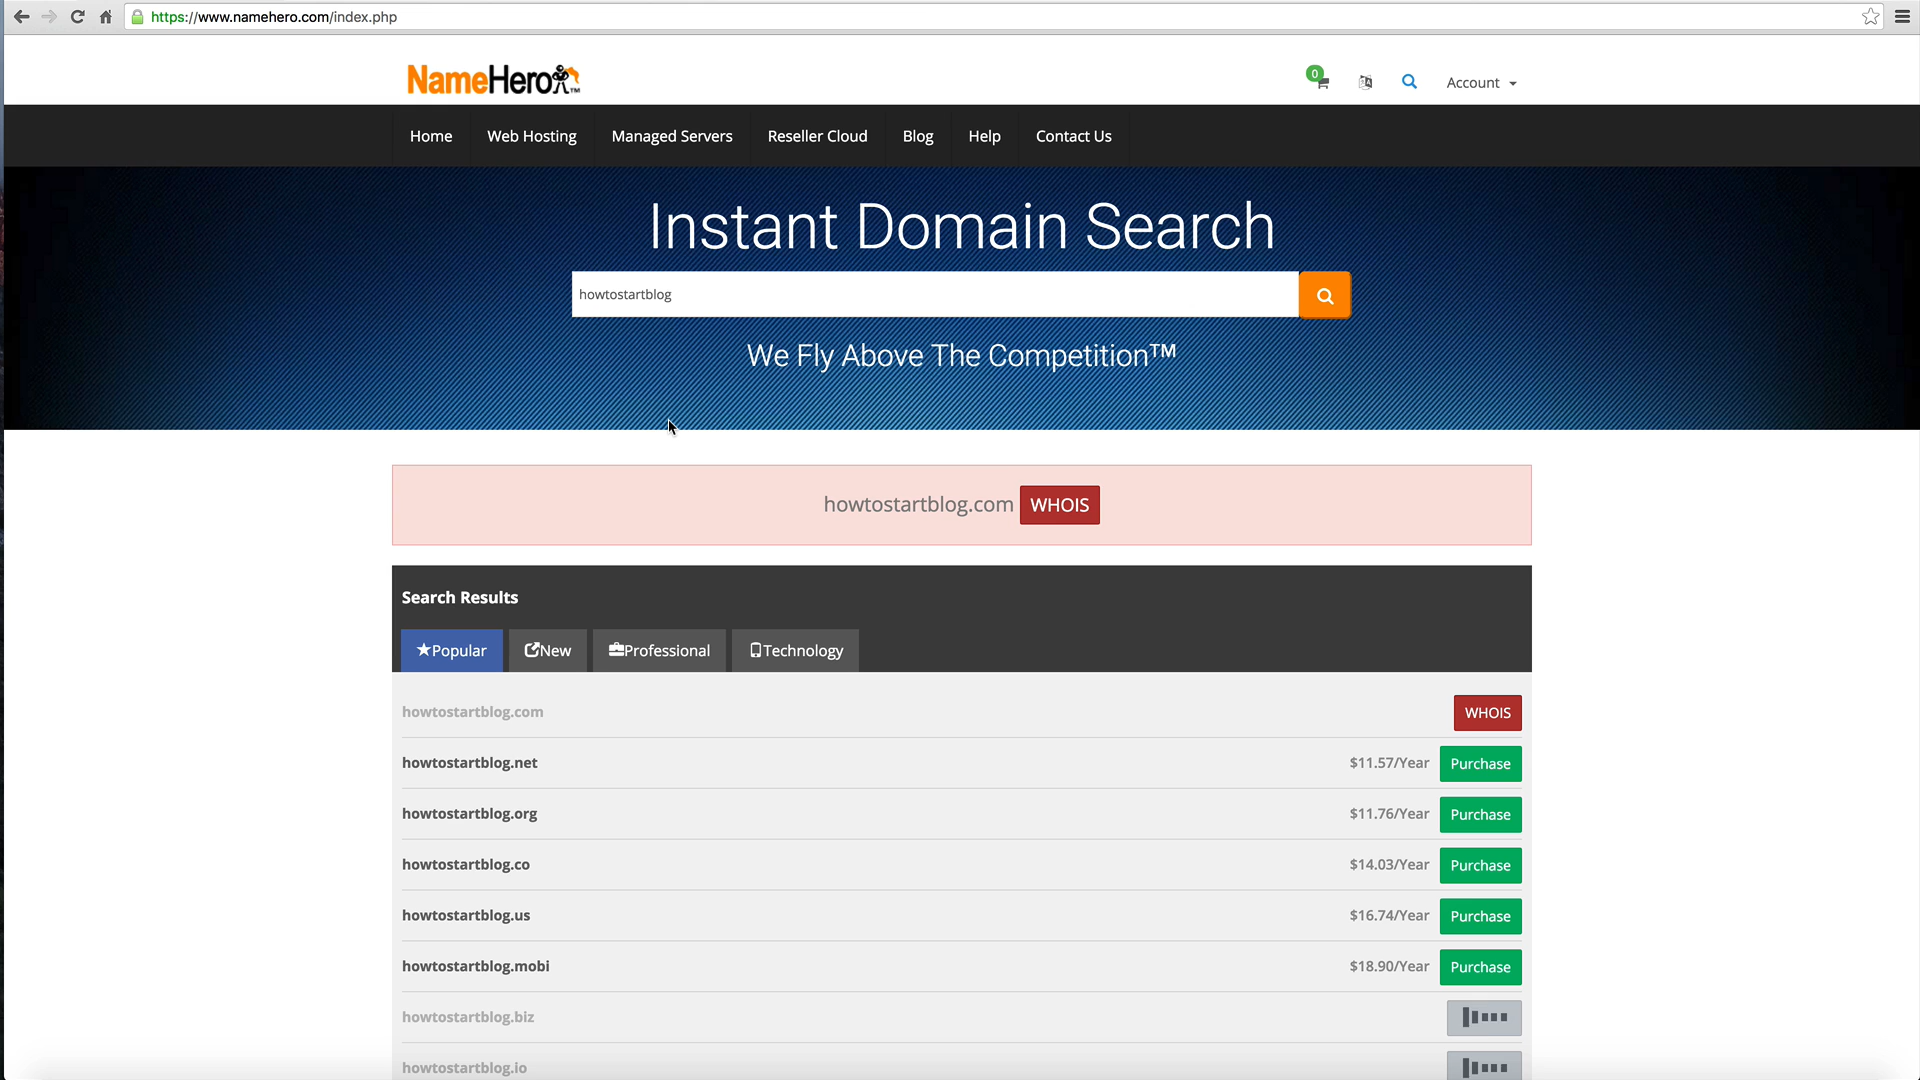 https://www.namehero.com/index.php
NameHero™
0
Account
Home Web Hosting Managed Servers Reseller Cloud Blog Help Contact Us
Instant Domain Search
howtostartblog
We Fly Above The Competition™
howtostartblog.com WHOIS
Search Results
Popular New Professional Technology
howtostartblog.com WHOIS
howtostartblog.net $11.57/Year Purchase
howtostartblog.org $11.76/Year Purchase
howtostartblog.co $14.03/Year Purchase
howtostartblog.us $16.74/Year Purchase
howtostartblog.mobi $18.90/Year Purchase
howtostartblog.biz
howtostartblog.io